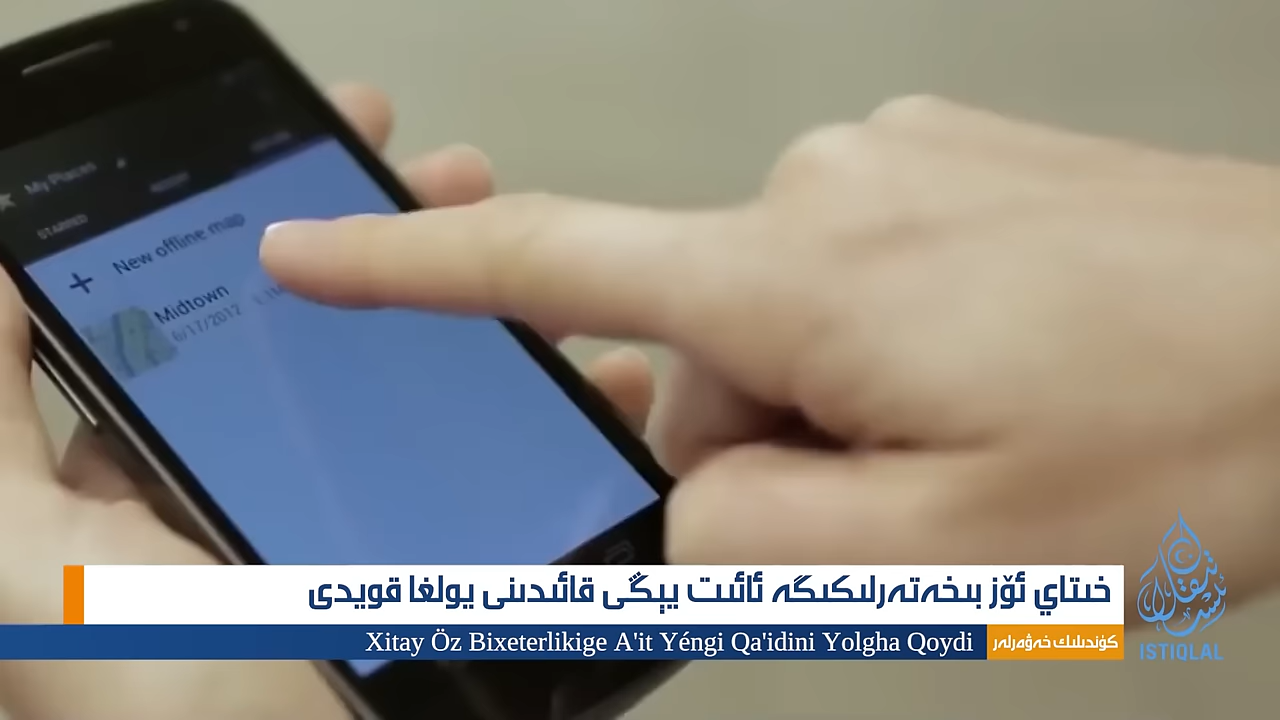 My Places
STARRED
New offline map
Midtown
6/17/2012
خىتاي ئۆز بىخەتەرلىكىگە ئائىت يېڭى قائىدىنى يولغا قويدى
Xitay Öz Bixeterlikige A'it Yéngi Qa'idini Yolgha Qoydi
كۈندىلىك خەۋەرلەر
ISTIQLAL